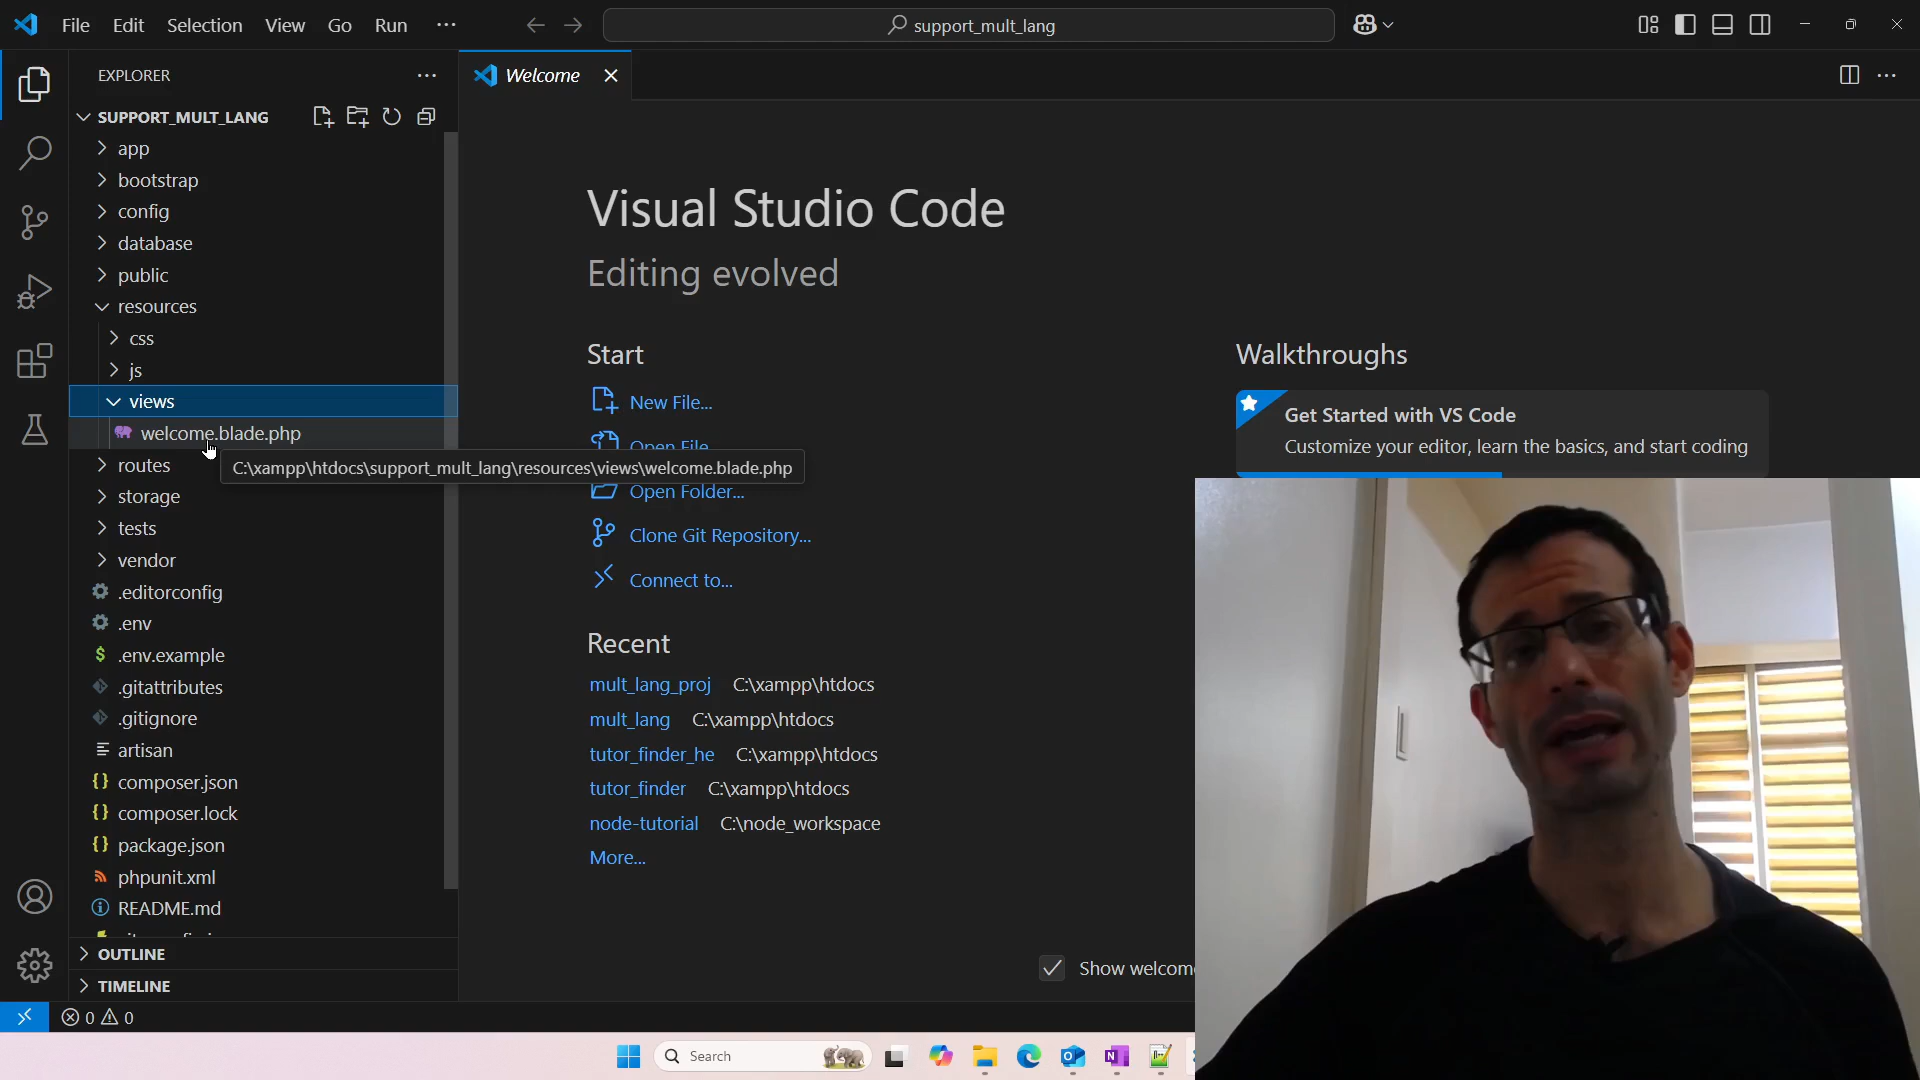 File Edit Selection View Go Run
support_mult_lang
EXPLORER
Welcome
SUPPORT_MULT_LANG
app
bootstrap
config
database
public
resources
css
js
views
welcome.blade.php
routes
storage
tests
vendor
.editorconfig
.env
.env.example
.gitattributes
.gitignore
artisan
composer.json
composer.lock
package.json
phpunit.xml
README.md
OUTLINE
TIMELINE
C:\xampp\htdocs\support_mult_lang\resources\views\welcome.blade.php
Visual Studio Code
Editing evolved
Start
New File...
Open File
Open Folder...
Clone Git Repository...
Connect to...
Recent
mult_lang_proj C:\xampp\htdocs
mult_lang C:\xampp\htdocs
tutor_finder_he C:\xampp\htdocs
tutor_finder C:\xampp\htdocs
node-tutorial C:\node_workspace
More...
Walkthroughs
Get Started with VS Code
Customize your editor, learn the basics, and start coding
Show welcom
0 0
Search